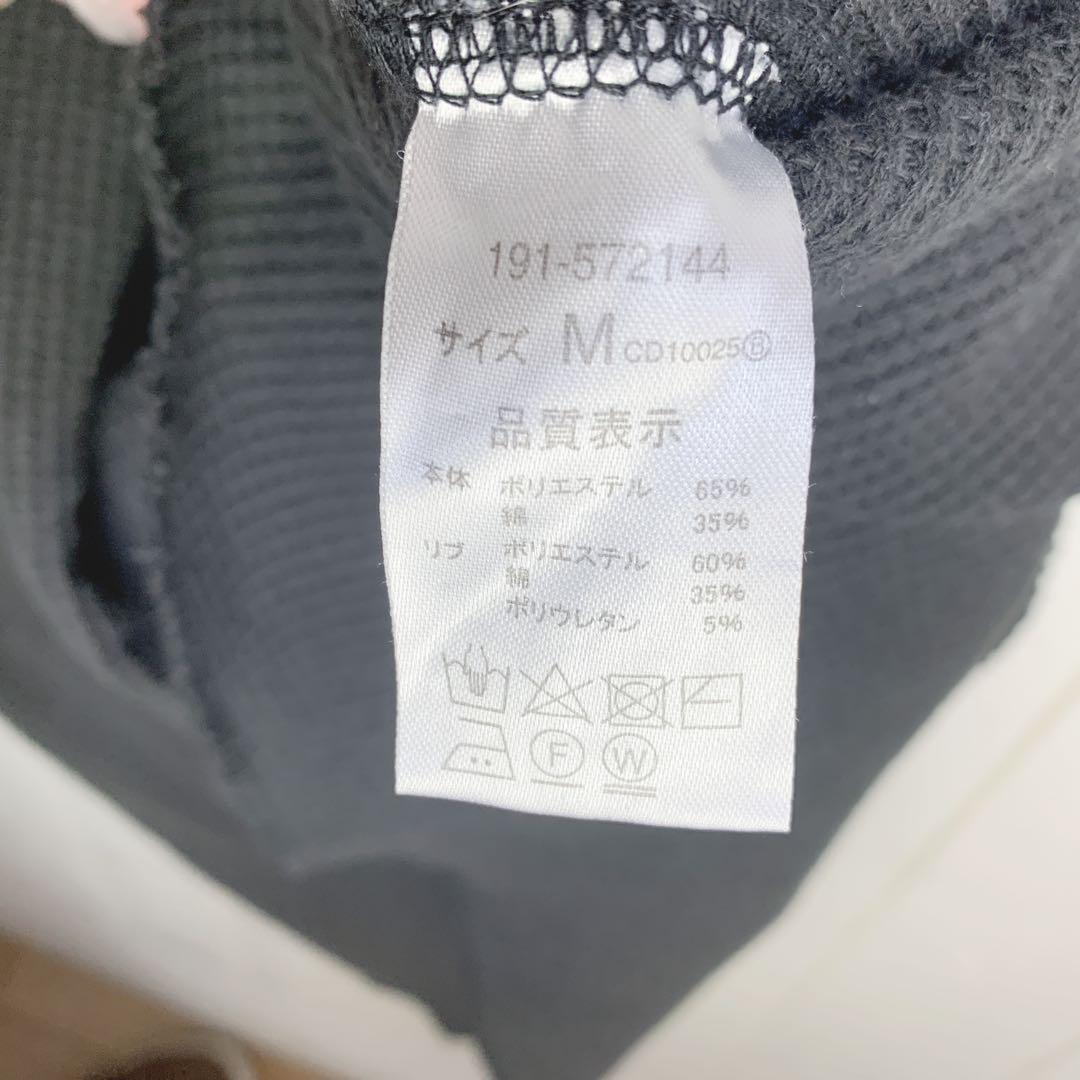 191-572144
サイズ M CD10025Ⓑ
品質表示
本体 ポリエステル 65%
綿 35%
リブ ポリエステル 60%
綿 35%
ポリウレタン 5%
F W